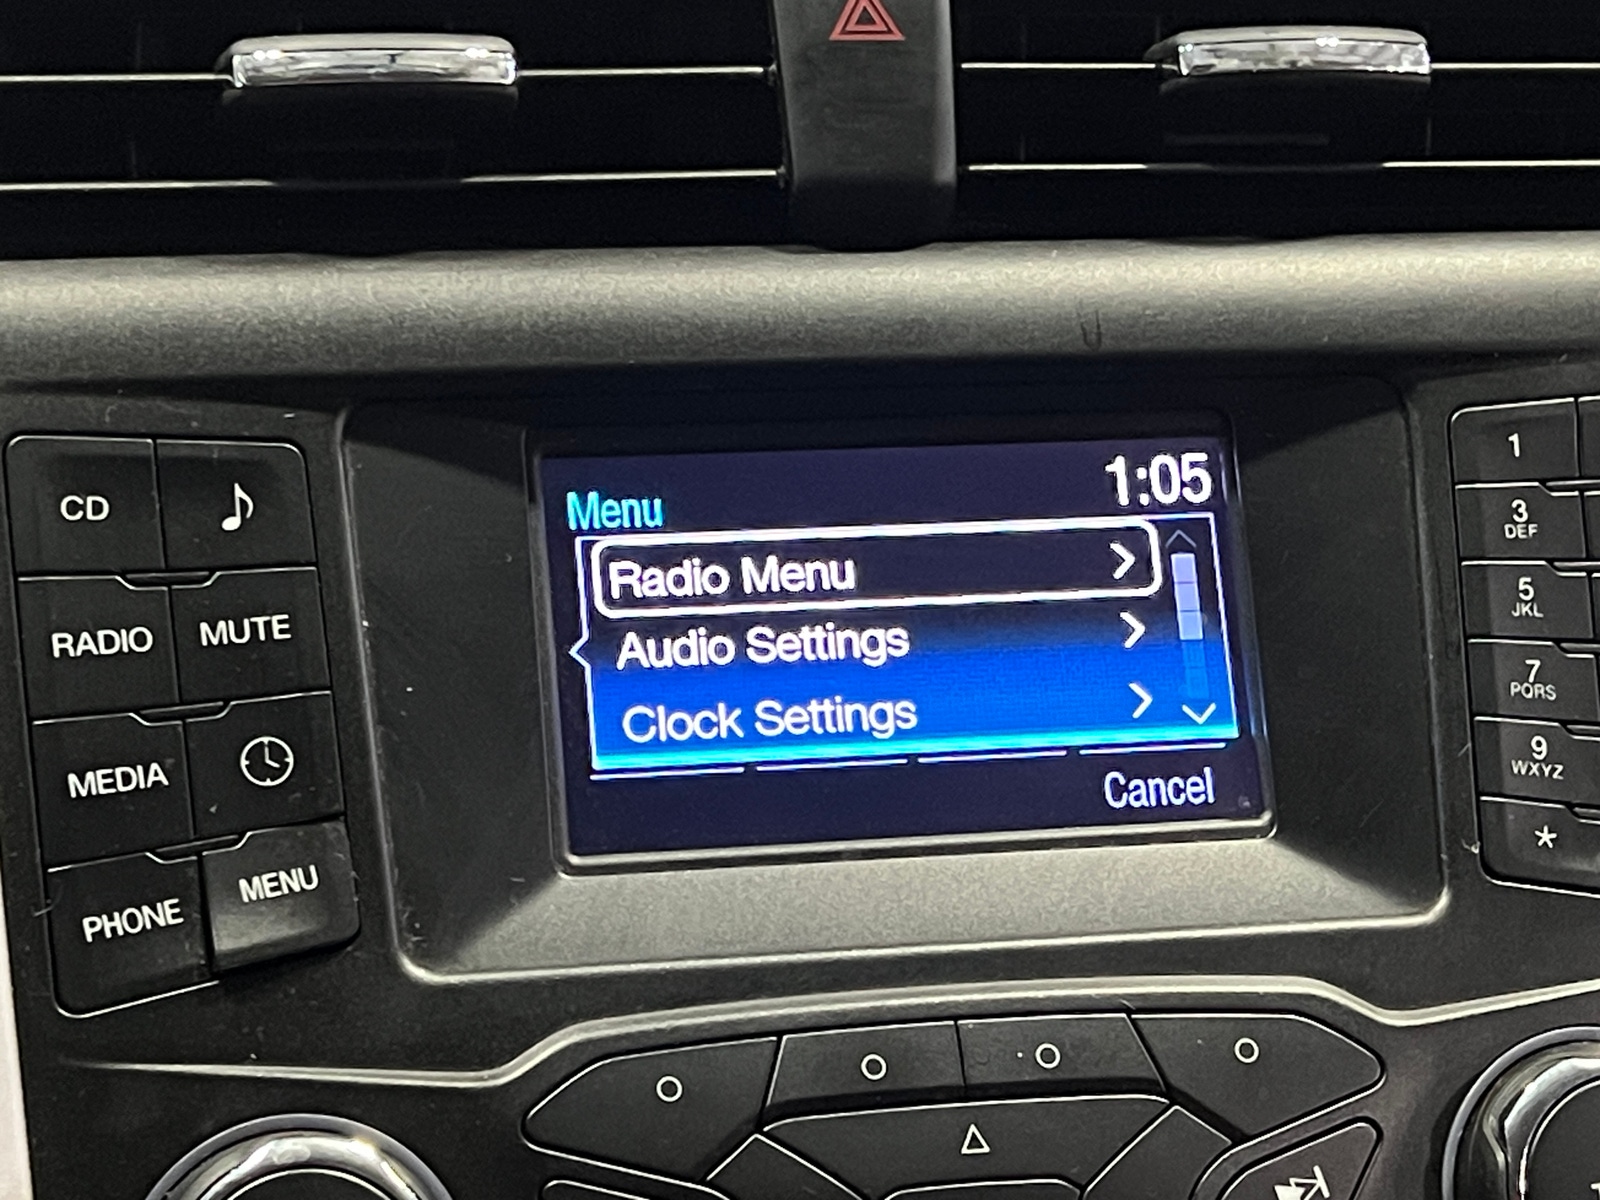 1:05
Menu
Radio Menu
Audio Settings
Clock Settings
Cancel
CD
RADIO
MUTE
MEDIA
PHONE
MENU
1
3
DEF
5
JKL
7
PQRS
9
WXYZ
*